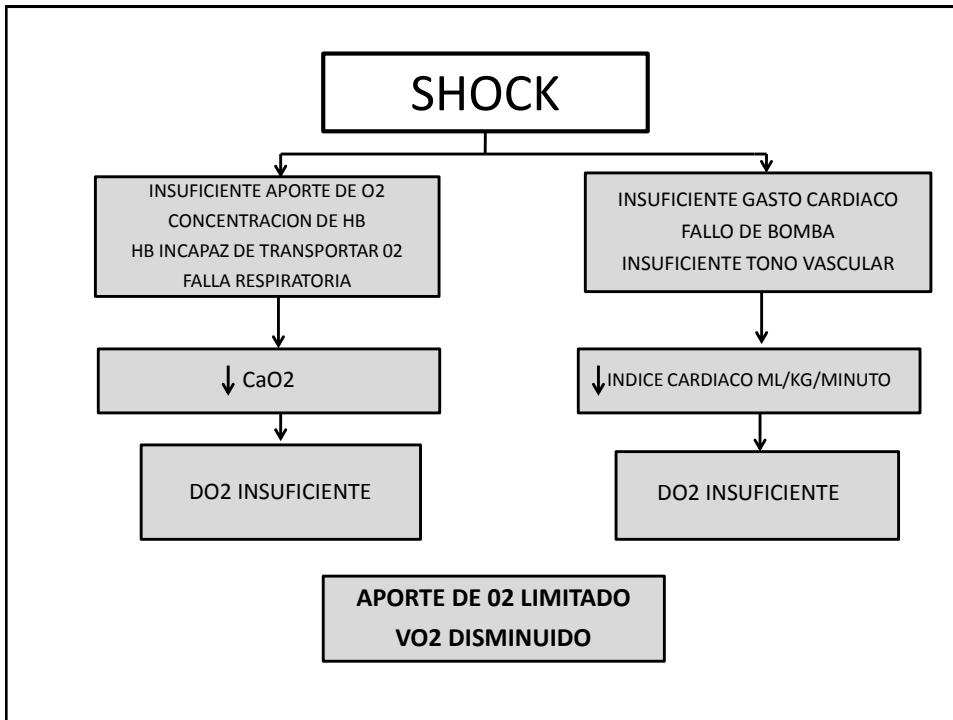 SHOCK
INSUFICIENTE APORTE DE O2
CONCENTRACION DE HB
HB INCAPAZ DE TRANSPORTAR 02
FALLA RESPIRATORIA
INSUFICIENTE GASTO CARDIACO
FALLO DE BOMBA
INSUFICIENTE TONO VASCULAR
↓ CaO2
↓ INDICE CARDIACO ML/KG/MINUTO
DO2 INSUFICIENTE
DO2 INSUFICIENTE
APORTE DE 02 LIMITADO
VO2 DISMINUIDO